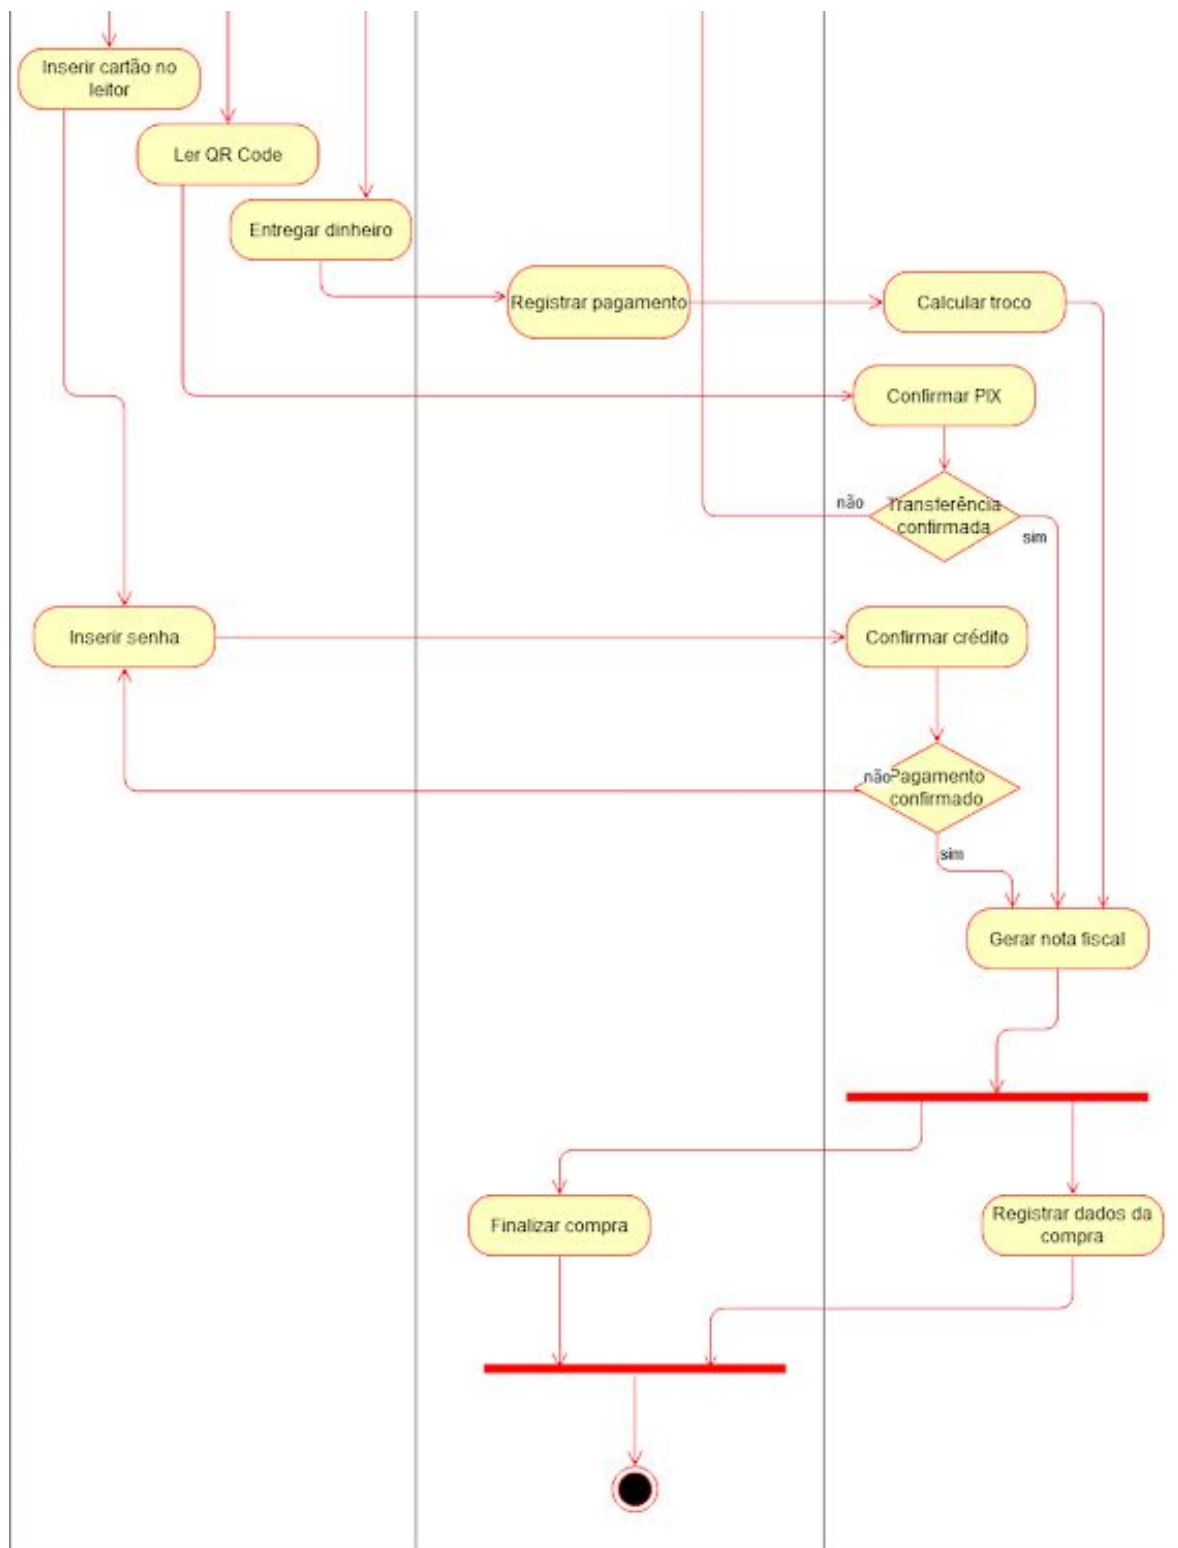 Inserir cartão no
leitor
Ler QR Code
Entregar dinheiro
Registrar pagamento
Calcular troco
Confirmar PIX
não
Transferência
confirmada
sim
Inserir senha
Confirmar crédito
não
Pagamento
confirmado
sim
Gerar nota fiscal
Finalizar compra
Registrar dados da
compra